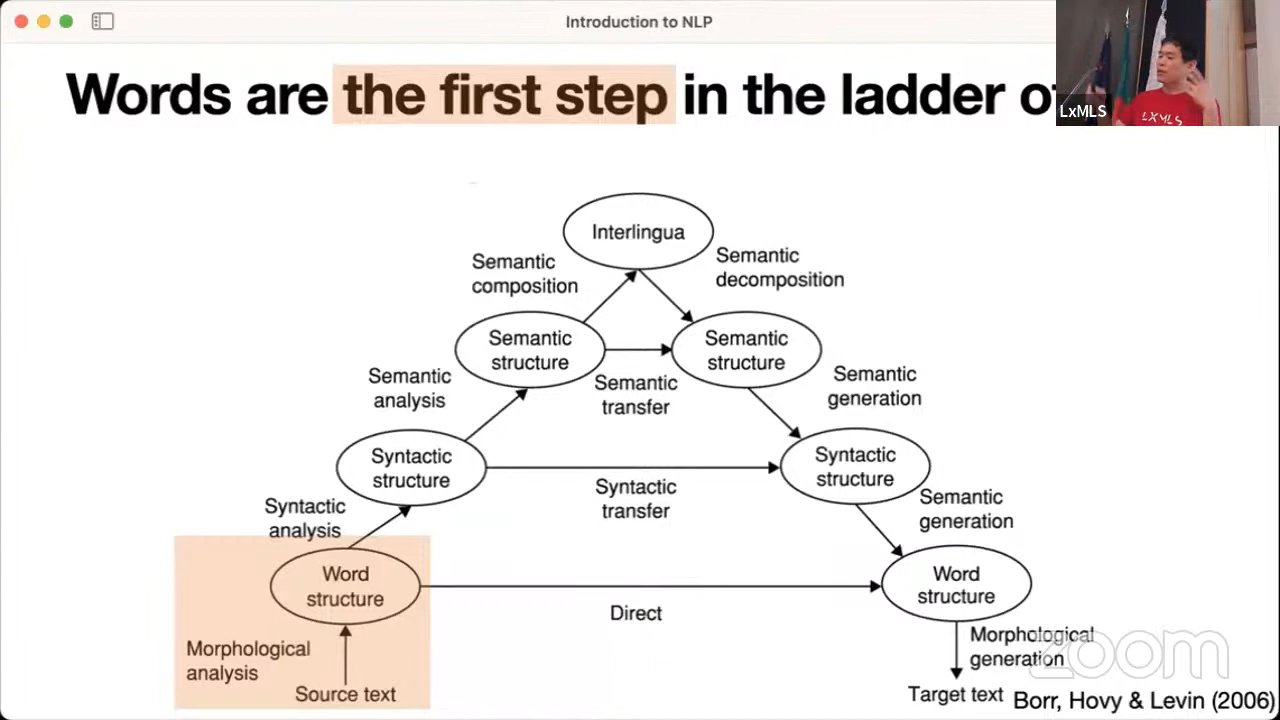 Introduction to NLP
Words are the first step in the ladder of
LxMLS
LXMLS
Interlingua
Semantic
composition
Semantic
decomposition
Semantic
structure
Semantic
structure
Semantic
transfer
Semantic
analysis
Semantic
generation
Syntactic
structure
Syntactic
structure
Syntactic
transfer
Syntactic
analysis
Semantic
generation
Word
structure
Word
structure
Direct
Morphological
analysis
Source text
Morphological
generation
Target text
zoom
Borr, Hovy & Levin (2006)